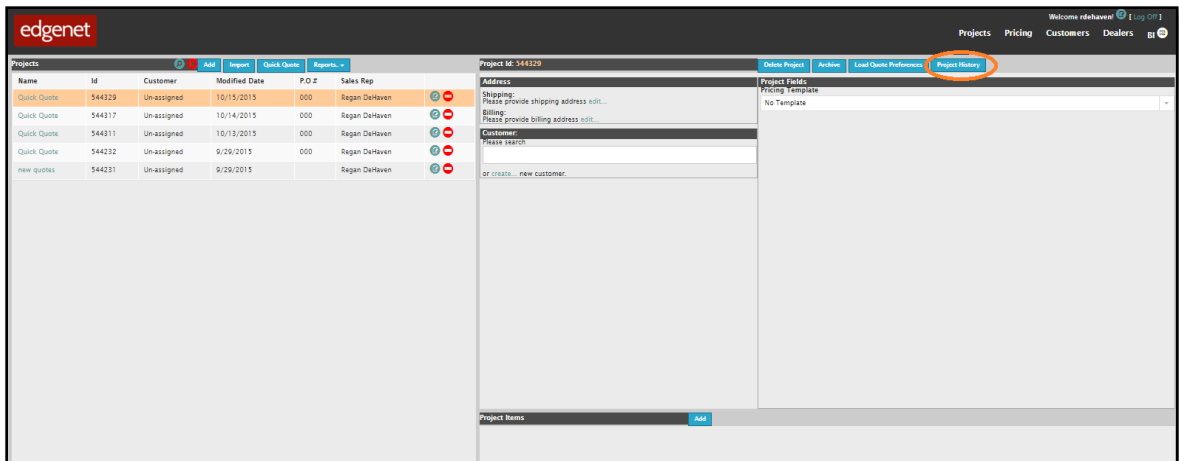 edgenet
Welcome rdehaven! [ Log Off ]
Projects Pricing Customers Dealers BI
Projects Add Import Quick Quote Reports..
Name Id Customer Modified Date P.O # Sales Rep
Quick Quote 544329 Un-assigned 10/15/2015 000 Regan DeHaven
Quick Quote 544317 Un-assigned 10/14/2015 000 Regan DeHaven
Quick Quote 544311 Un-assigned 10/13/2015 000 Regan DeHaven
Quick Quote 544232 Un-assigned 9/29/2015 000 Regan DeHaven
new quotes 544231 Un-assigned 9/29/2015 Regan DeHaven
Project Id: 544329 Delete Project Archive Load Quote Preferences Project History
Address
Shipping:
Please provide shipping address edit...
Billing:
Please provide billing address edit...
Customer:
Please search
or create... new customer.
Project Fields
Pricing Template
No Template
Project Items Add